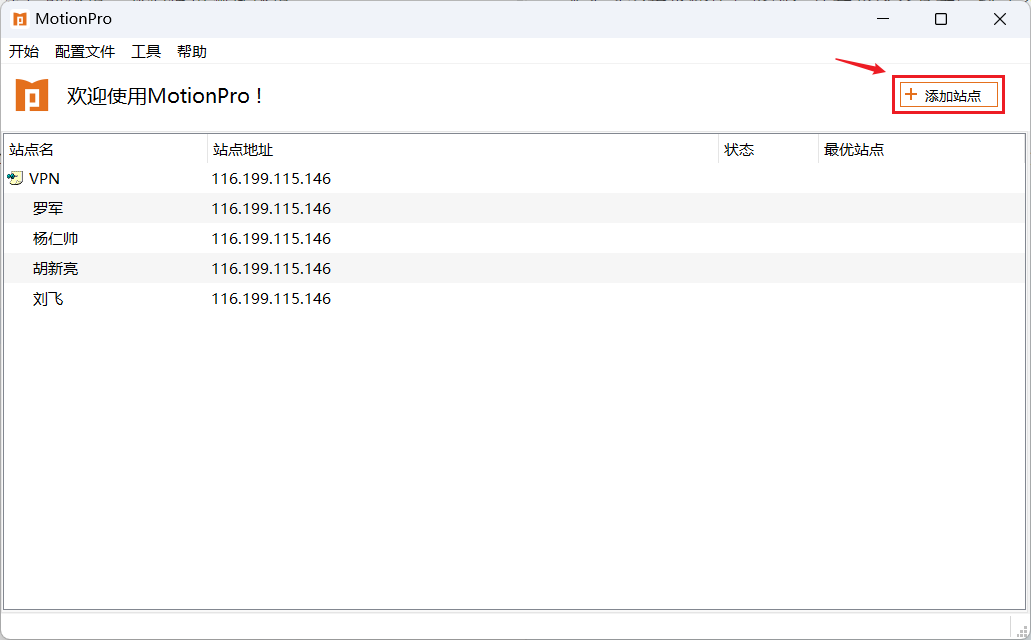 MotionPro
开始 配置文件 工具 帮助
欢迎使用MotionPro！
添加站点
站点名 站点地址 状态 最优站点
VPN 116.199.115.146
罗军 116.199.115.146
杨仁帅 116.199.115.146
胡新亮 116.199.115.146
刘飞 116.199.115.146